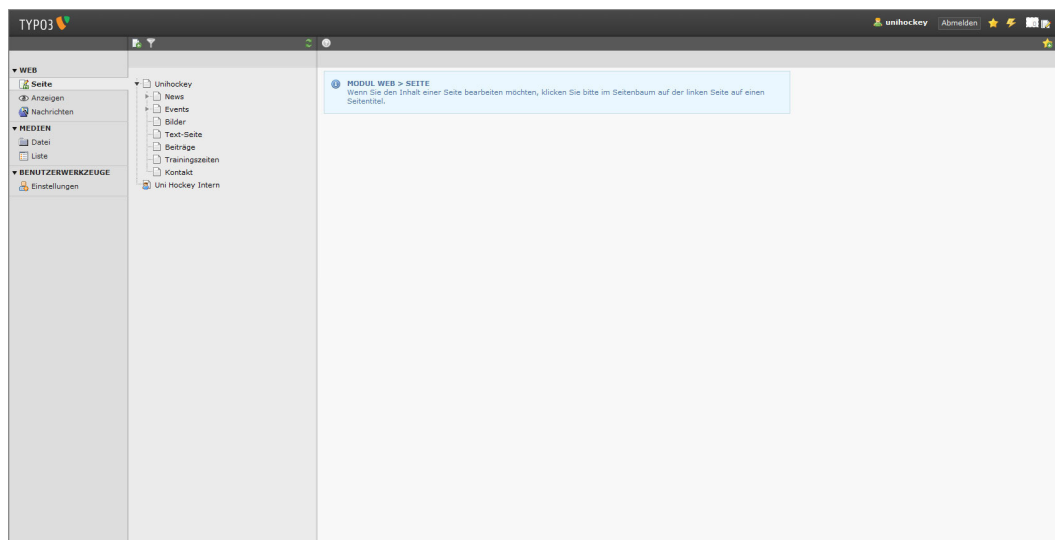 TYPO3
unihockey Abmelden
WEB
Seite
Anzeigen
Nachrichten
MEDIEN
Datei
Liste
BENUTZERWERKZEUGE
Einstellungen
Unihockey
News
Events
Bilder
Text-Seite
Beiträge
Trainingszeiten
Kontakt
Uni Hockey Intern
MODUL WEB > SEITE
Wenn Sie den Inhalt einer Seite bearbeiten möchten, klicken Sie bitte im Seitenbaum auf der linken Seite auf einen
Seitentitel.